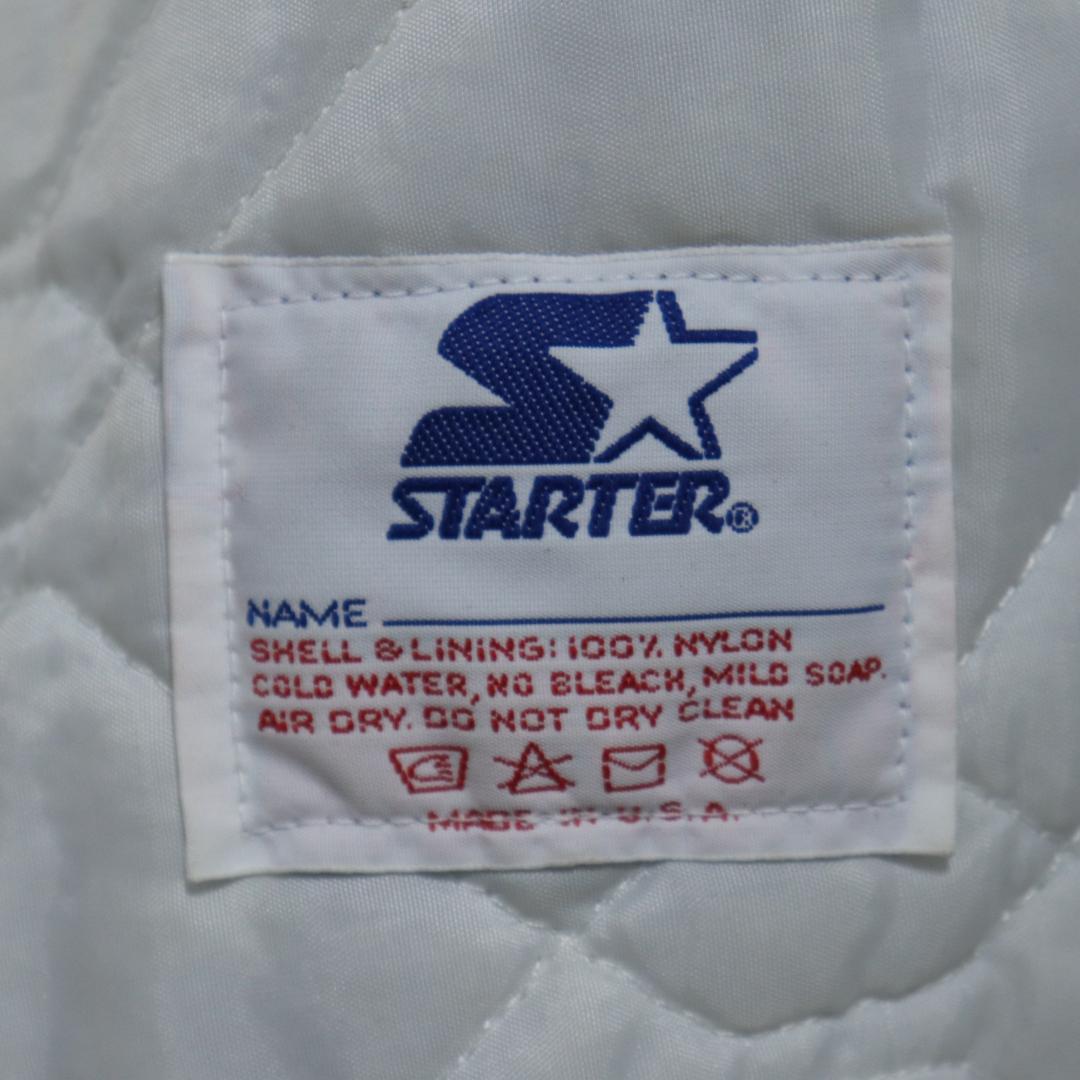 STARTER®
NAME
SHELL & LINING: 100% NYLON
COLD WATER, NO BLEACH, MILD SOAP.
AIR DRY. DO NOT DRY CLEAN
MADE IN U.S.A.